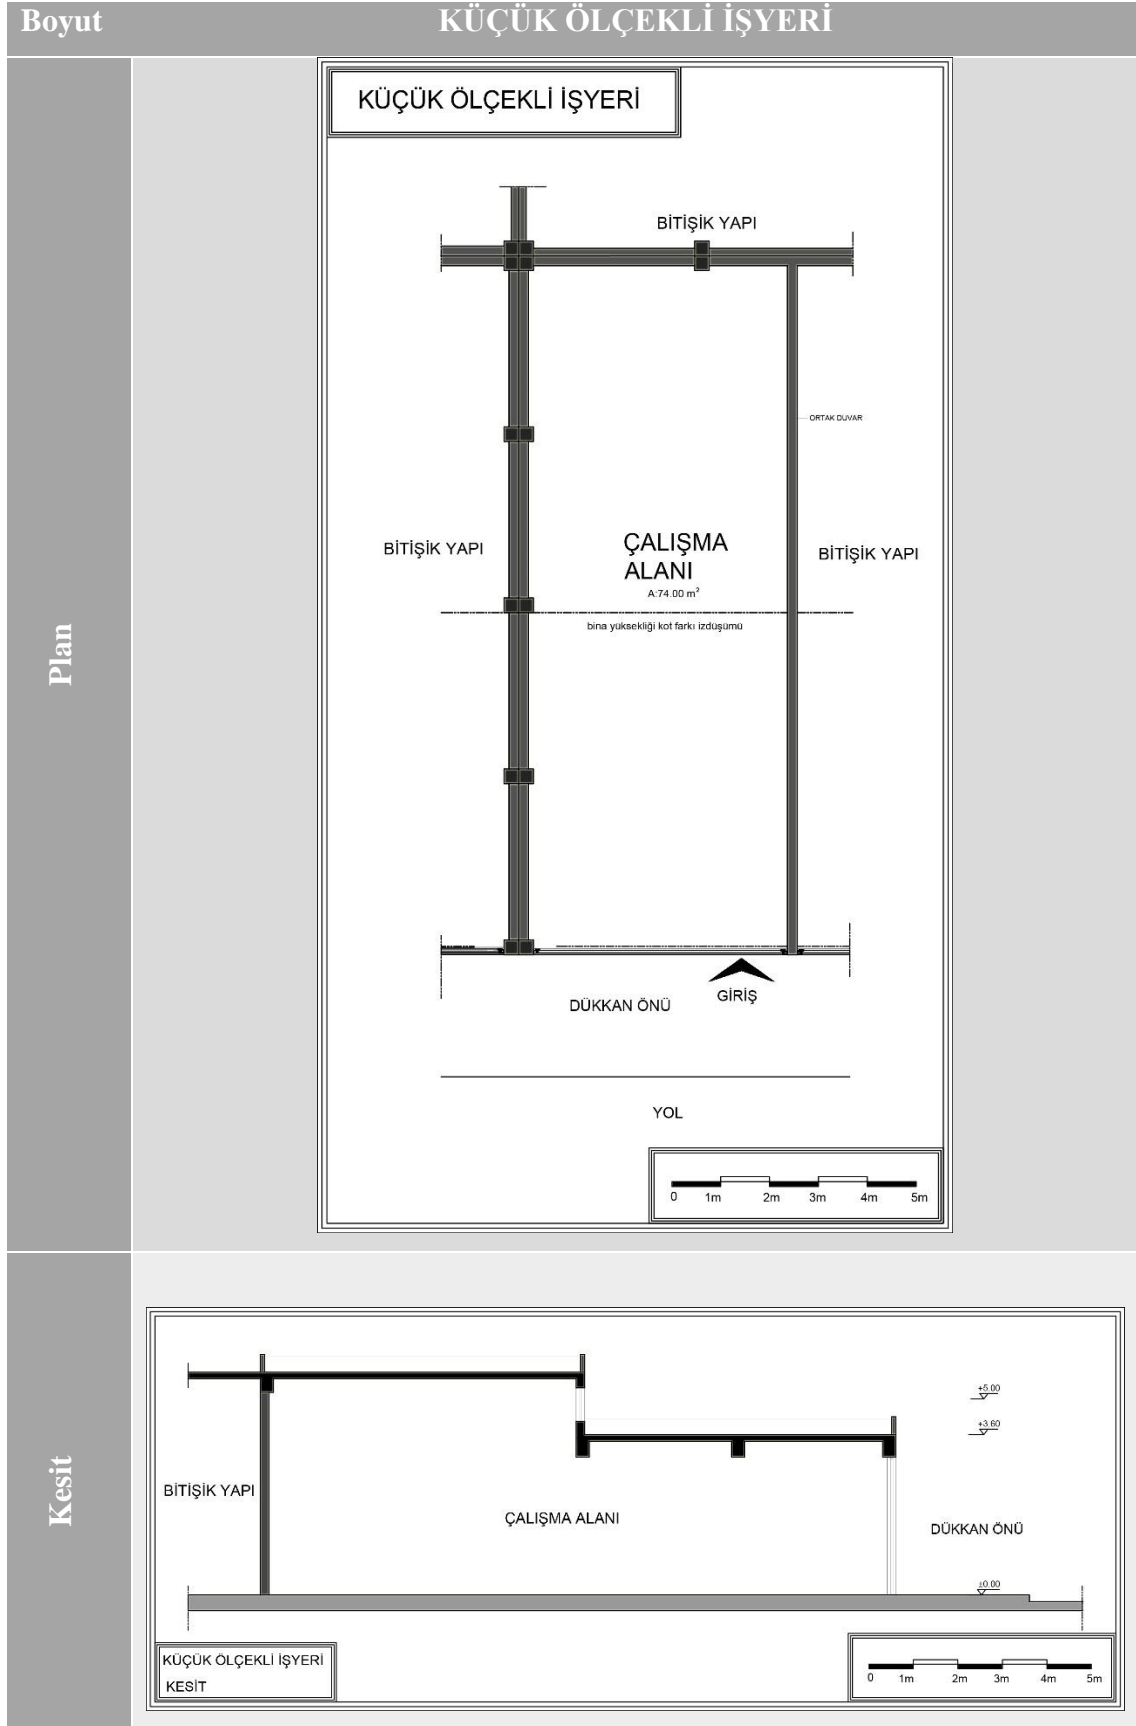 Boyut
KÜÇÜK ÖLÇEKLİ İŞYERİ
Plan
KÜÇÜK ÖLÇEKLİ İŞYERİ
BİTİŞİK YAPI
ORTAK DUVAR
BİTİŞİK YAPI
ÇALIŞMA
ALANI
A:74.00 m²
BİTİŞİK YAPI
bina yüksekliği kot farkı izdüşümü
GİRİŞ
DÜKKAN ÖNÜ
YOL
0 1m 2m 3m 4m 5m
Kesit
+5.00
+3.60
BİTİŞİK YAPI
ÇALIŞMA ALANI
DÜKKAN ÖNÜ
±0.00
KÜÇÜK ÖLÇEKLİ İŞYERİ
KESİT
0 1m 2m 3m 4m 5m